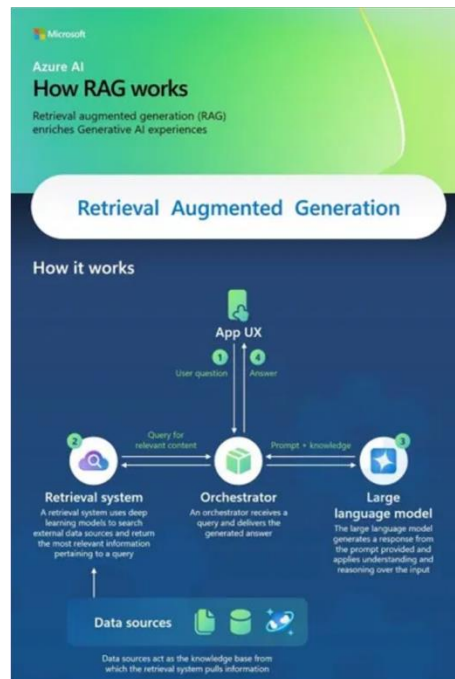 Microsoft
Azure AI
How RAG works
Retrieval augmented generation (RAG)
enriches Generative AI experiences
Retrieval Augmented Generation
How it works
App UX
1
4
User question
Answer
2
Query for
relevant content
Prompt + knowledge
3
Retrieval system
A retrieval system uses deep
learning models to search
external data sources and return
the most relevant information
pertaining to a query
Orchestrator
An orchestrator receives a
query and delivers the
generated answer
Large
language model
The large language model
generates a response from
the prompt provided and
applies understanding and
reasoning over the input
Data sources
Data sources act as the knowledge base from
which the retrieval system pulls information